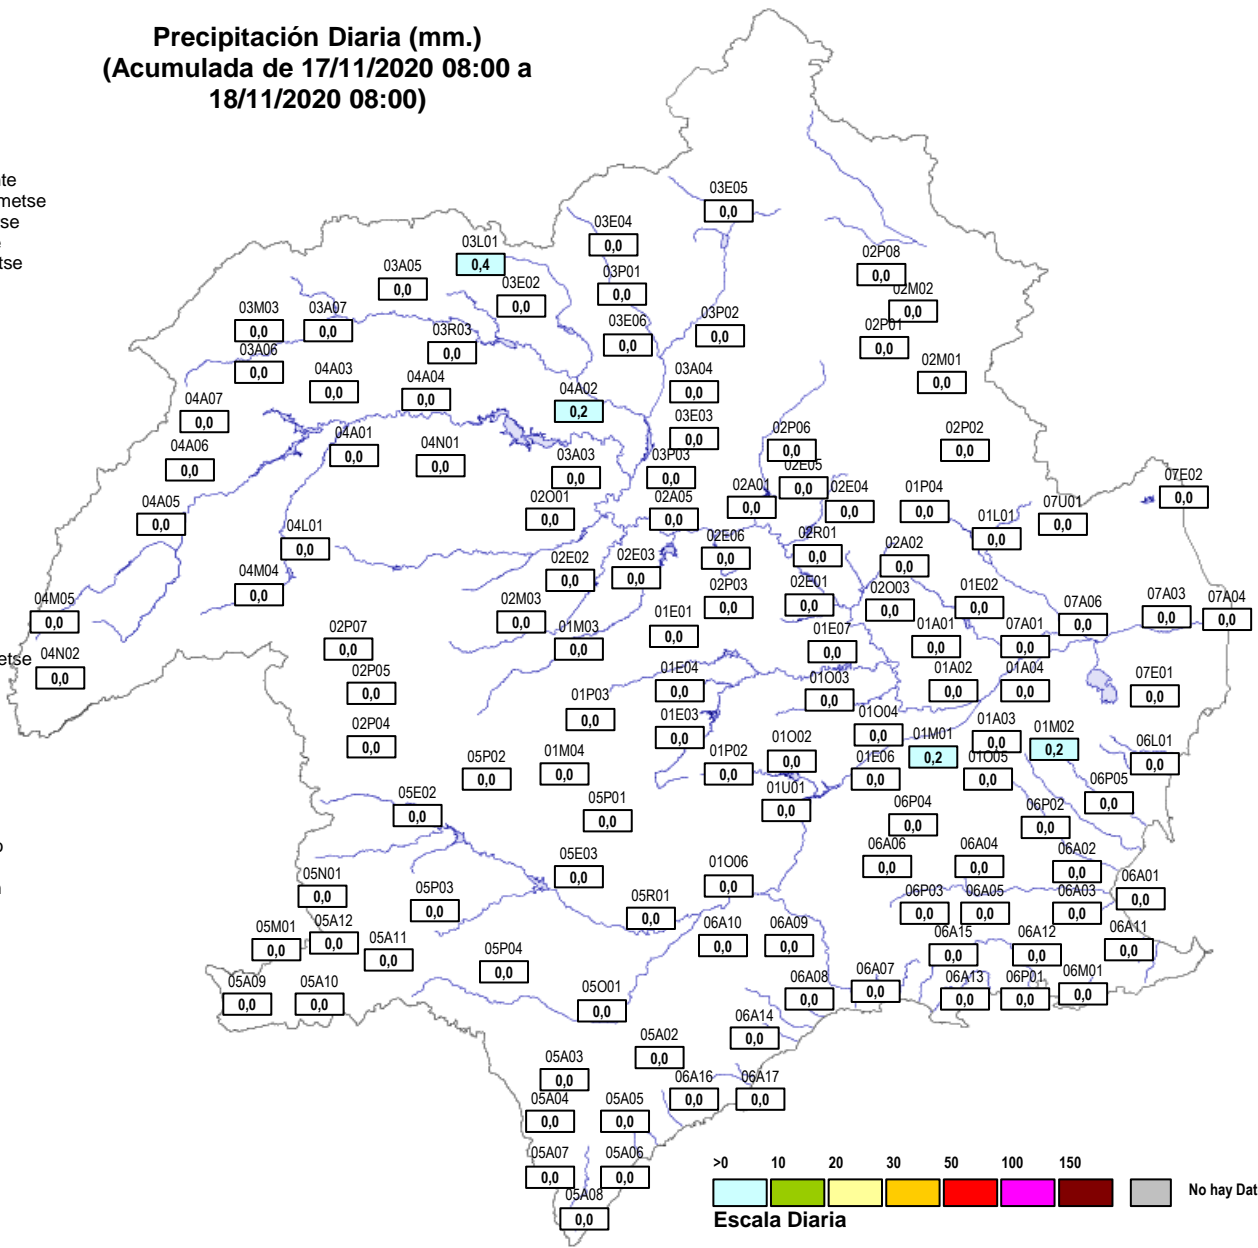 Precipitación Diaria (mm.)
(Acumulada de 17/11/2020 08:00 a
18/11/2020 08:00)
te
metse
se
tse
03E05
0,0
03E04
0,0
03L01
0,4
02P08
0,0
03A05
0,0
03P01
0,0
03E02
0,0
02M02
0,0
03M03
0,0
03A07
0,0
03P02
0,0
03E06
0,0
02P01
0,0
03R03
0,0
03A06
0,0
02M01
0,0
04A03
0,0
04A04
0,0
03A04
0,0
04A02
0,2
04A07
0,0
03E03
0,0
02P06
0,0
02P02
0,0
04A01
0,0
04N01
0,0
04A06
0,0
03A03
0,0
03P03
0,0
02E05
0,0
07E02
0,0
02A01
0,0
02E04
0,0
01P04
0,0
04A05
0,0
02O01
0,0
02A05
0,0
07U01
0,0
01L01
0,0
04L01
0,0
02R01
0,0
02E06
0,0
02A02
0,0
02E02
0,0
02E03
0,0
04M04
0,0
02P03
0,0
02E01
0,0
02O03
0,0
01E02
0,0
07A03
0,0
07A04
0,0
04M05
0,0
02M03
0,0
07A06
0,0
01E01
0,0
01M03
0,0
01E07
0,0
01A01
0,0
07A01
0,0
02P07
0,0
etse
04N02
0,0
02P05
0,0
01E04
0,0
01O03
0,0
01A02
0,0
01A04
0,0
07E01
0,0
01P03
0,0
01E03
0,0
01O04
0,0
02P04
0,0
01A03
0,0
01M02
0,2
01M01
0,2
01O02
0,0
06L01
0,0
05P02
0,0
01M04
0,0
01P02
0,0
01E06
0,0
01O05
0,0
06P05
0,0
05E02
0,0
05P01
0,0
01U01
0,0
06P04
0,0
06P02
0,0
o
06A06
0,0
06A04
0,0
06A02
0,0
05E03
0,0
01O06
0,0
05N01
0,0
06A01
0,0
05P03
0,0
05R01
0,0
06P03
0,0
06A05
0,0
06A03
0,0
05M01
0,0
05A12
0,0
06A10
0,0
06A09
0,0
06A15
0,0
06A12
0,0
06A11
0,0
05A11
0,0
05P04
0,0
05A09
0,0
05A10
0,0
05O01
0,0
06A08
0,0
06A07
0,0
06A13
0,0
06P01
0,0
06M01
0,0
06A14
0,0
05A02
0,0
05A03
0,0
06A16
0,0
06A17
0,0
05A04
0,0
05A05
0,0
05A07
0,0
05A06
0,0
05A08
0,0
>0 10 20 30 50 100 150
No hay Dat
Escala Diaria